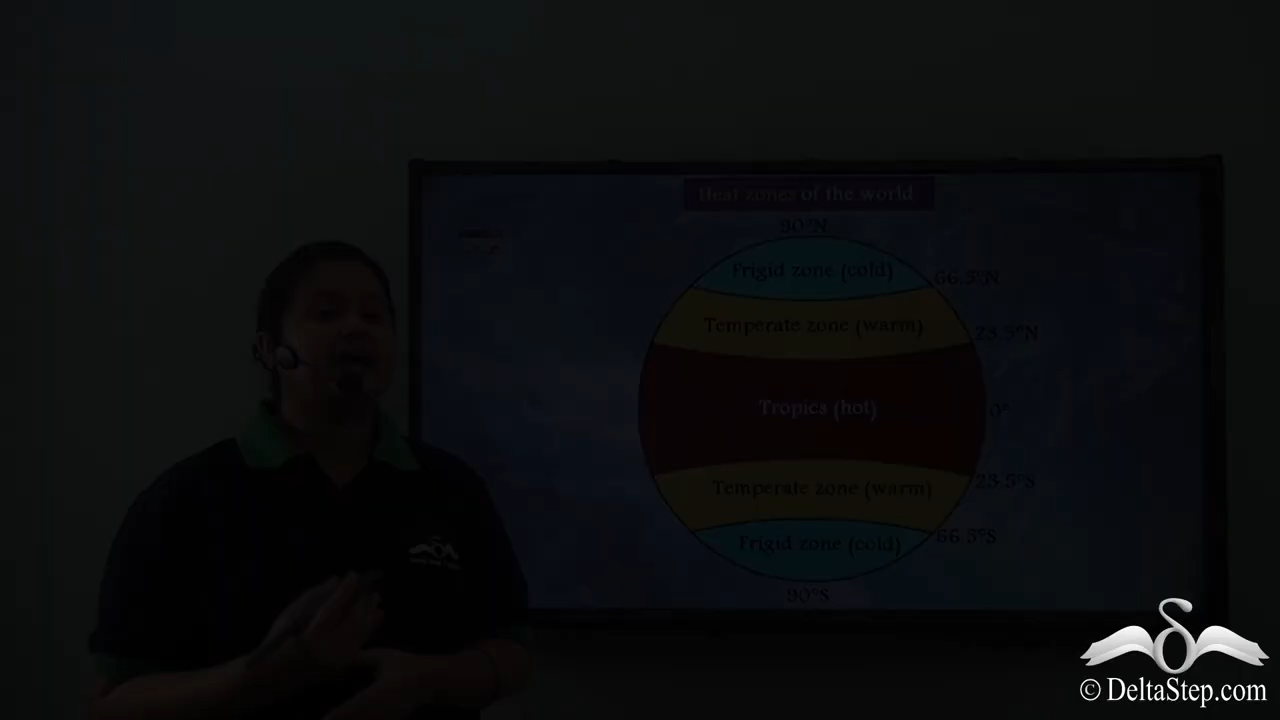 Heat zones of the world
90°N
Frigid zone (cold)
66.5°N
Temperate zone (warm)
23.5°N
Tropics (hot)
0°
Temperate zone (warm)
23.5°S
Frigid zone (cold)
66.5°S
90°S
© DeltaStep.com